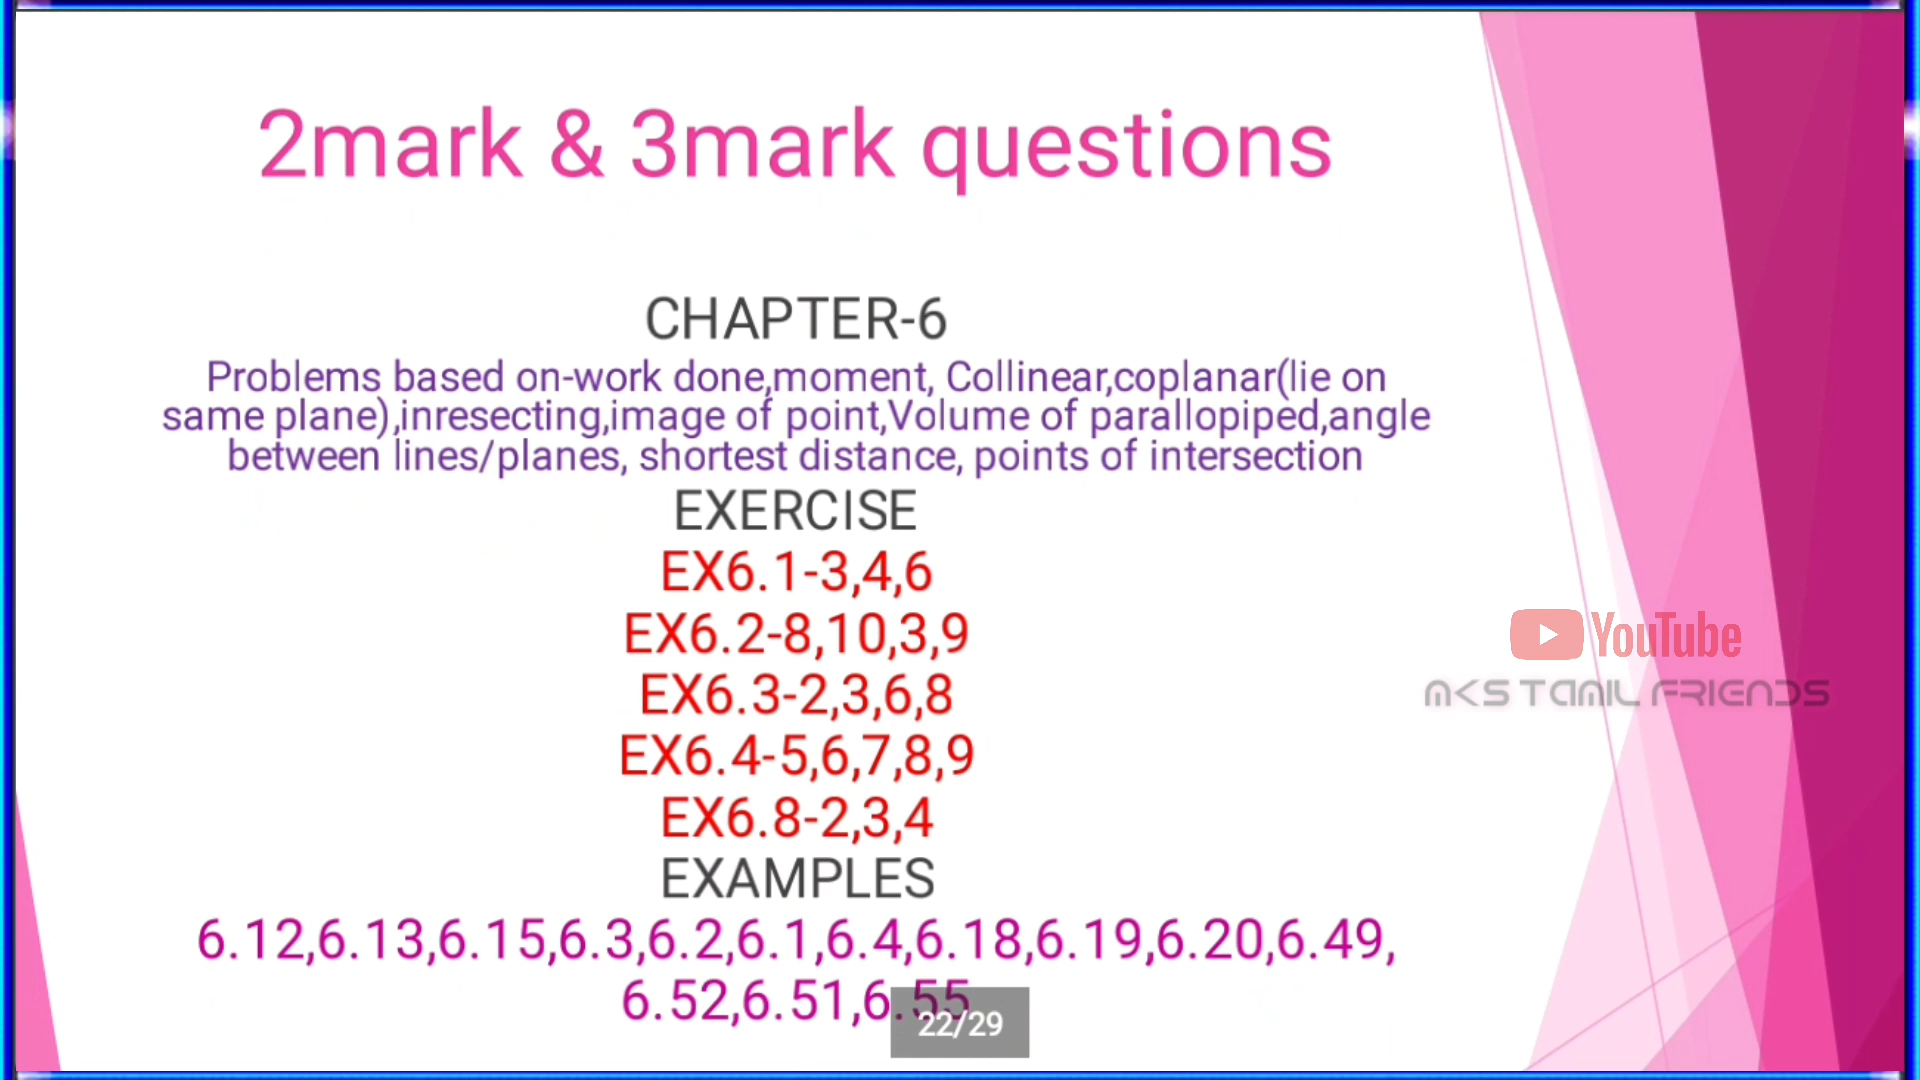 2mark & 3mark questions
CHAPTER-6
Problems based on-work done,moment, Collinear,coplanar(lie on
same plane),inresecting,image of point,Volume of parallopiped,angle
between lines/planes, shortest distance, points of intersection
EXERCISE
EX6.1-3,4,6
EX6.2-8,10,3,9
EX6.3-2,3,6,8
EX6.4-5,6,7,8,9
EX6.8-2,3,4
EXAMPLES
6.12,6.13,6.15,6.3,6.2,6.1,6.4,6.18,6.19,6.20,6.49,
6.52,6.51,6.55
22/29
YouTube
MKS TAMIL FRIENDS